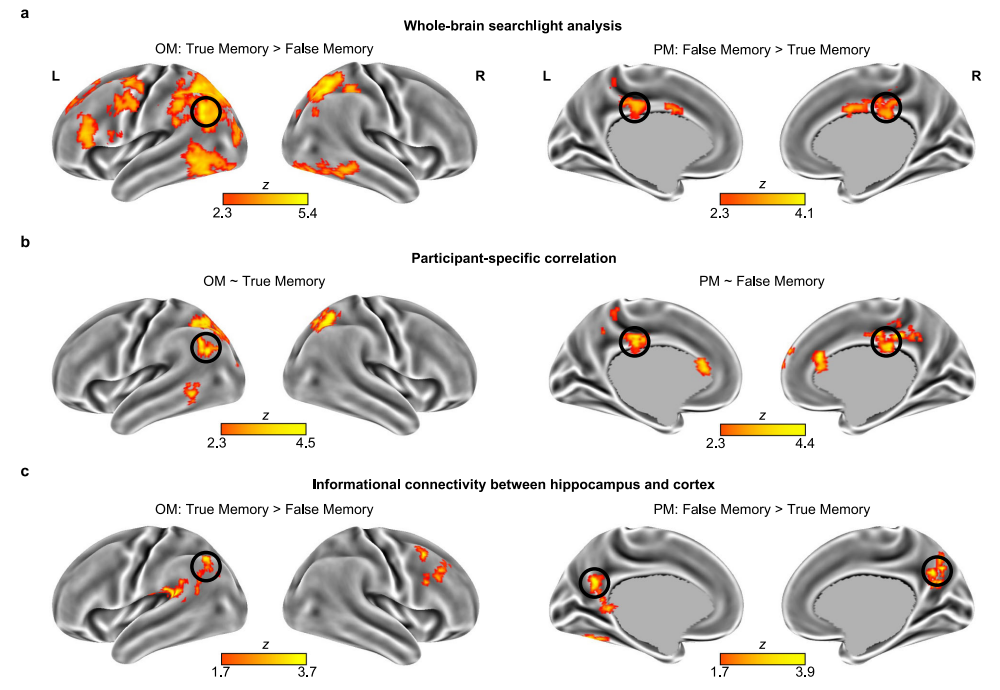 a
Whole-brain searchlight analysis
OM: True Memory > False Memory
PM: False Memory > True Memory
L
R
L
R
z
2.3 5.4
z
2.3 4.1
b
Participant-specific correlation
OM ~ True Memory
PM ~ False Memory
z
2.3 4.5
z
2.3 4.4
c
Informational connectivity between hippocampus and cortex
OM: True Memory > False Memory
PM: False Memory > True Memory
z
1.7 3.7
z
1.7 3.9